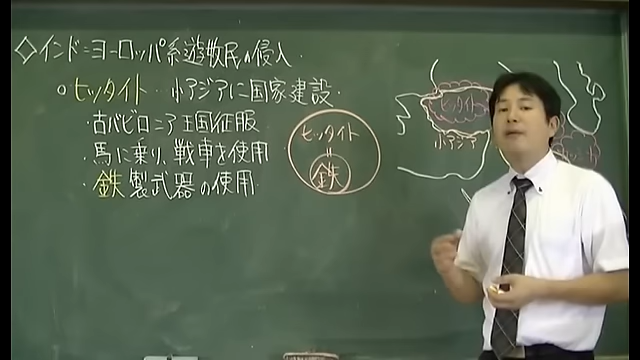 ◇インド=ヨーロッパ系遊牧民の侵入
○ヒッタイト…小アジアに国家建設
・古バビロニア王国征服
・馬に乗り、戦車を使用
・鉄製武器の使用
ヒッタイト
=
鉄
ヒッタイト
小アジア